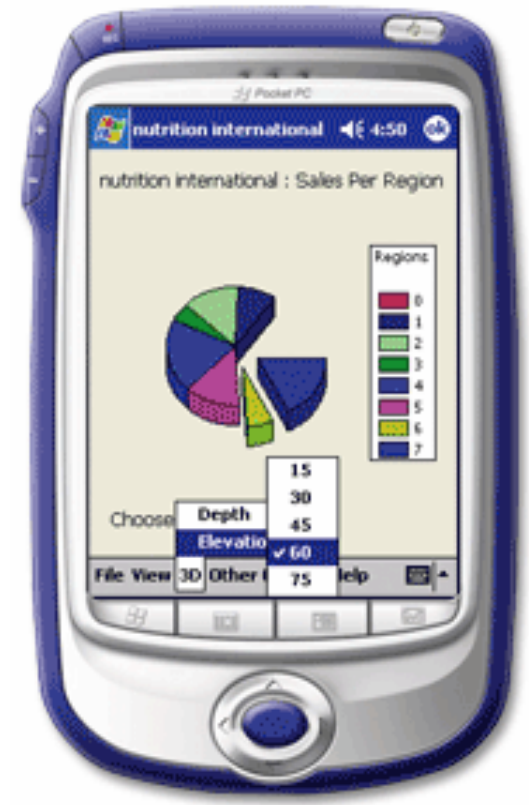 Pocket PC
nutrition international 4:50 ok
nutrition international : Sales Per Region
Regions
0
1
2
3
4
5
6
7
15
30
45
✓ 60
75
Choose
Depth
Elevatio
File View 3D Other elp